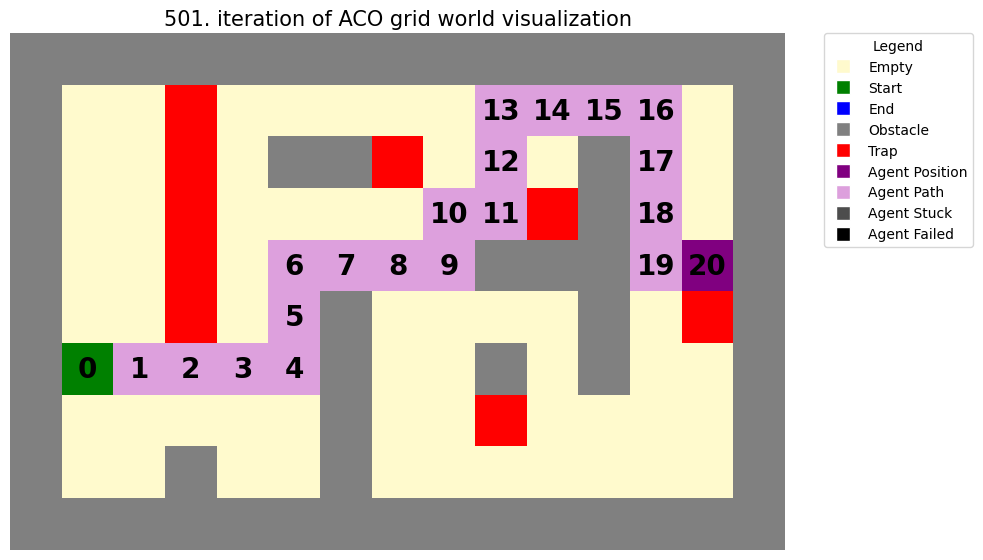 501. iteration of ACO grid world visualization
13 14 15 16
12 17
10 11 18
6 7 8 9 19 20
5
0 1 2 3 4
Legend
Empty
Start
End
Obstacle
Trap
Agent Position
Agent Path
Agent Stuck
Agent Failed